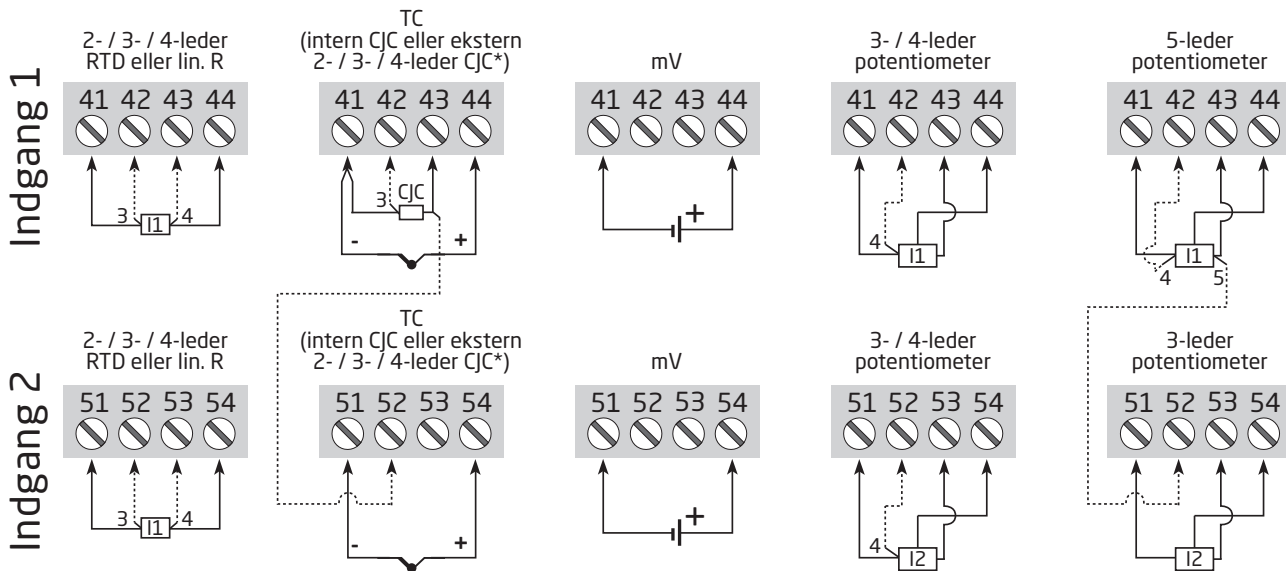 Indgang 1
2- / 3- / 4-leder
RTD eller lin. R
41 42 43 44
3 I1 4
TC
(intern CJC eller ekstern
2- / 3- / 4-leder CJC*)
41 42 43 44
3 CJC
- +
mV
41 42 43 44
+
3- / 4-leder
potentiometer
41 42 43 44
4 I1
5-leder
potentiometer
41 42 43 44
I1
4 5
Indgang 2
2- / 3- / 4-leder
RTD eller lin. R
51 52 53 54
3 I1 4
TC
(intern CJC eller ekstern
2- / 3- / 4-leder CJC*)
51 52 53 54
- +
mV
51 52 53 54
+
3- / 4-leder
potentiometer
51 52 53 54
4 I2
3-leder
potentiometer
51 52 53 54
I2